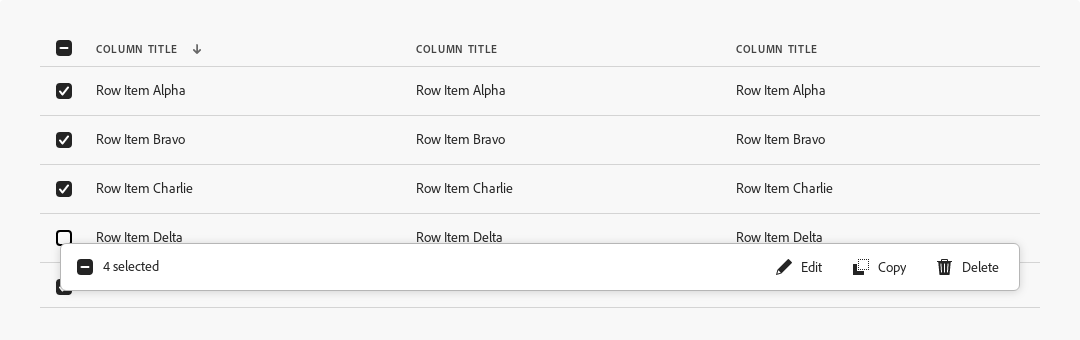 COLUMN TITLE COLUMN TITLE COLUMN TITLE
Row Item Alpha Row Item Alpha Row Item Alpha
Row Item Bravo Row Item Bravo Row Item Bravo
Row Item Charlie Row Item Charlie Row Item Charlie
Row Item Delta Row Item Delta Row Item Delta
4 selected Edit Copy Delete